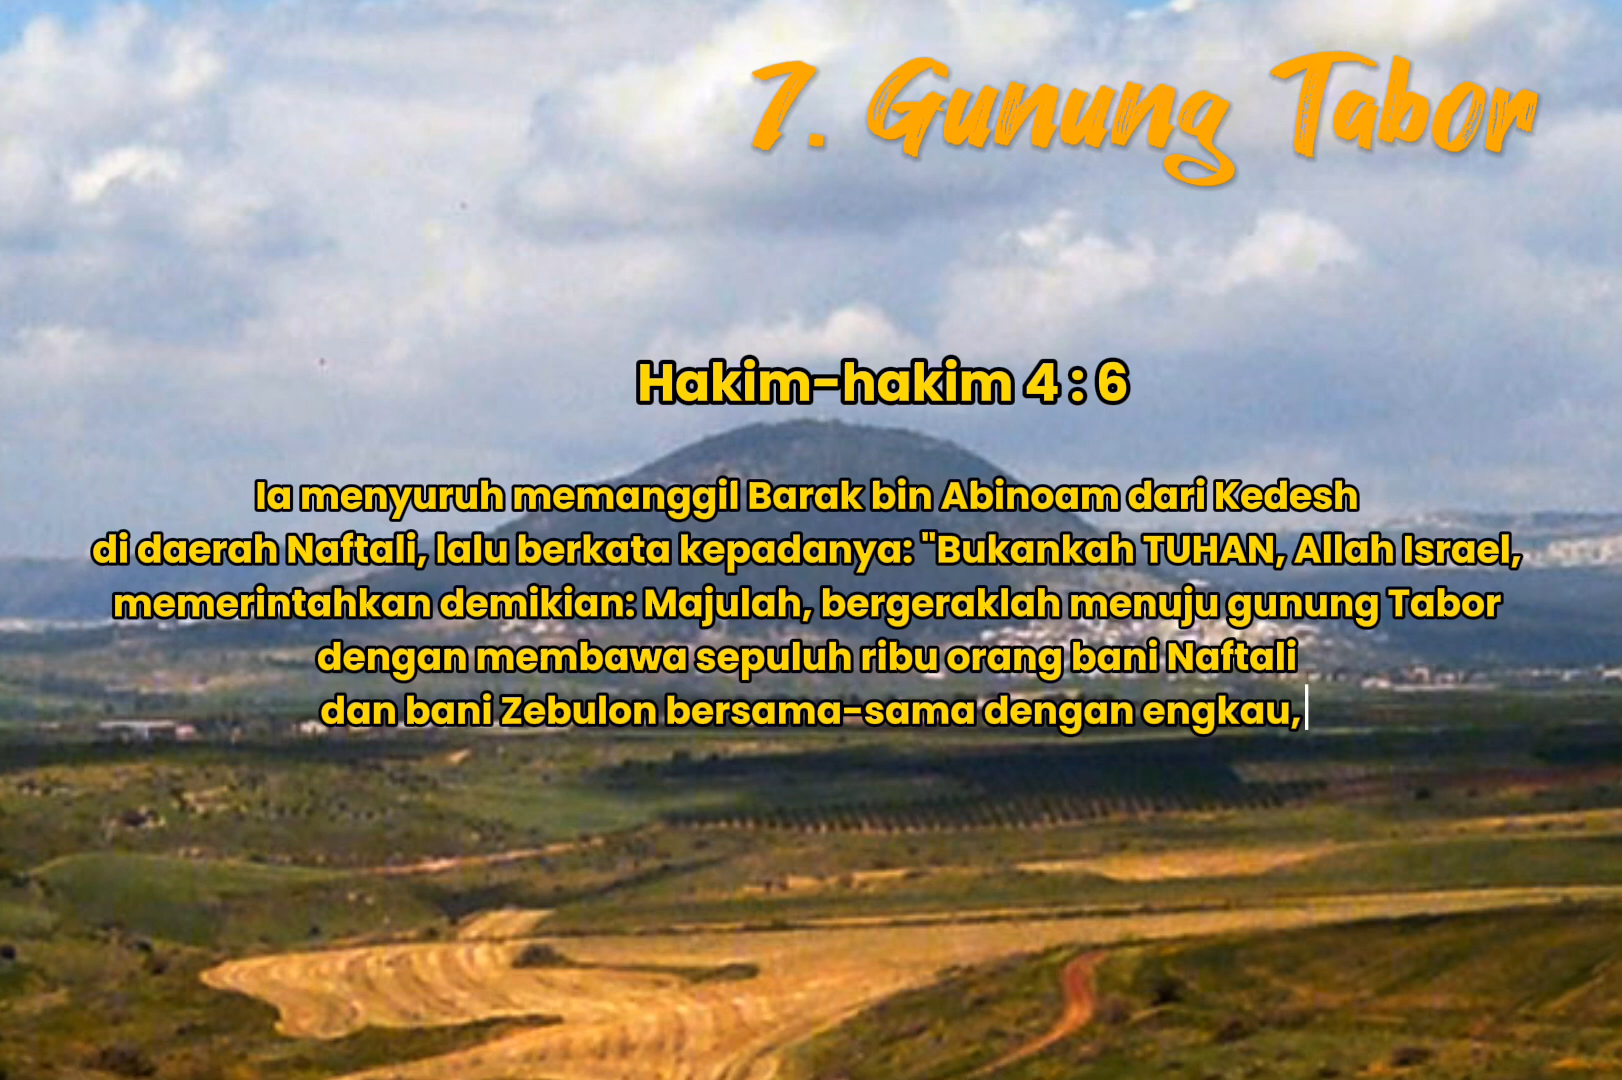 7. Gunung Tabor
Hakim-hakim 4 : 6
Ia menyuruh memanggil Barak bin Abinoam dari Kedesh
di daerah Naftali, lalu berkata kepadanya: "Bukankah TUHAN, Allah Israel,
memerintahkan demikian: Majulah, bergeraklah menuju gunung Tabor
dengan membawa sepuluh ribu orang bani Naftali
dan bani Zebulon bersama-sama dengan engkau,